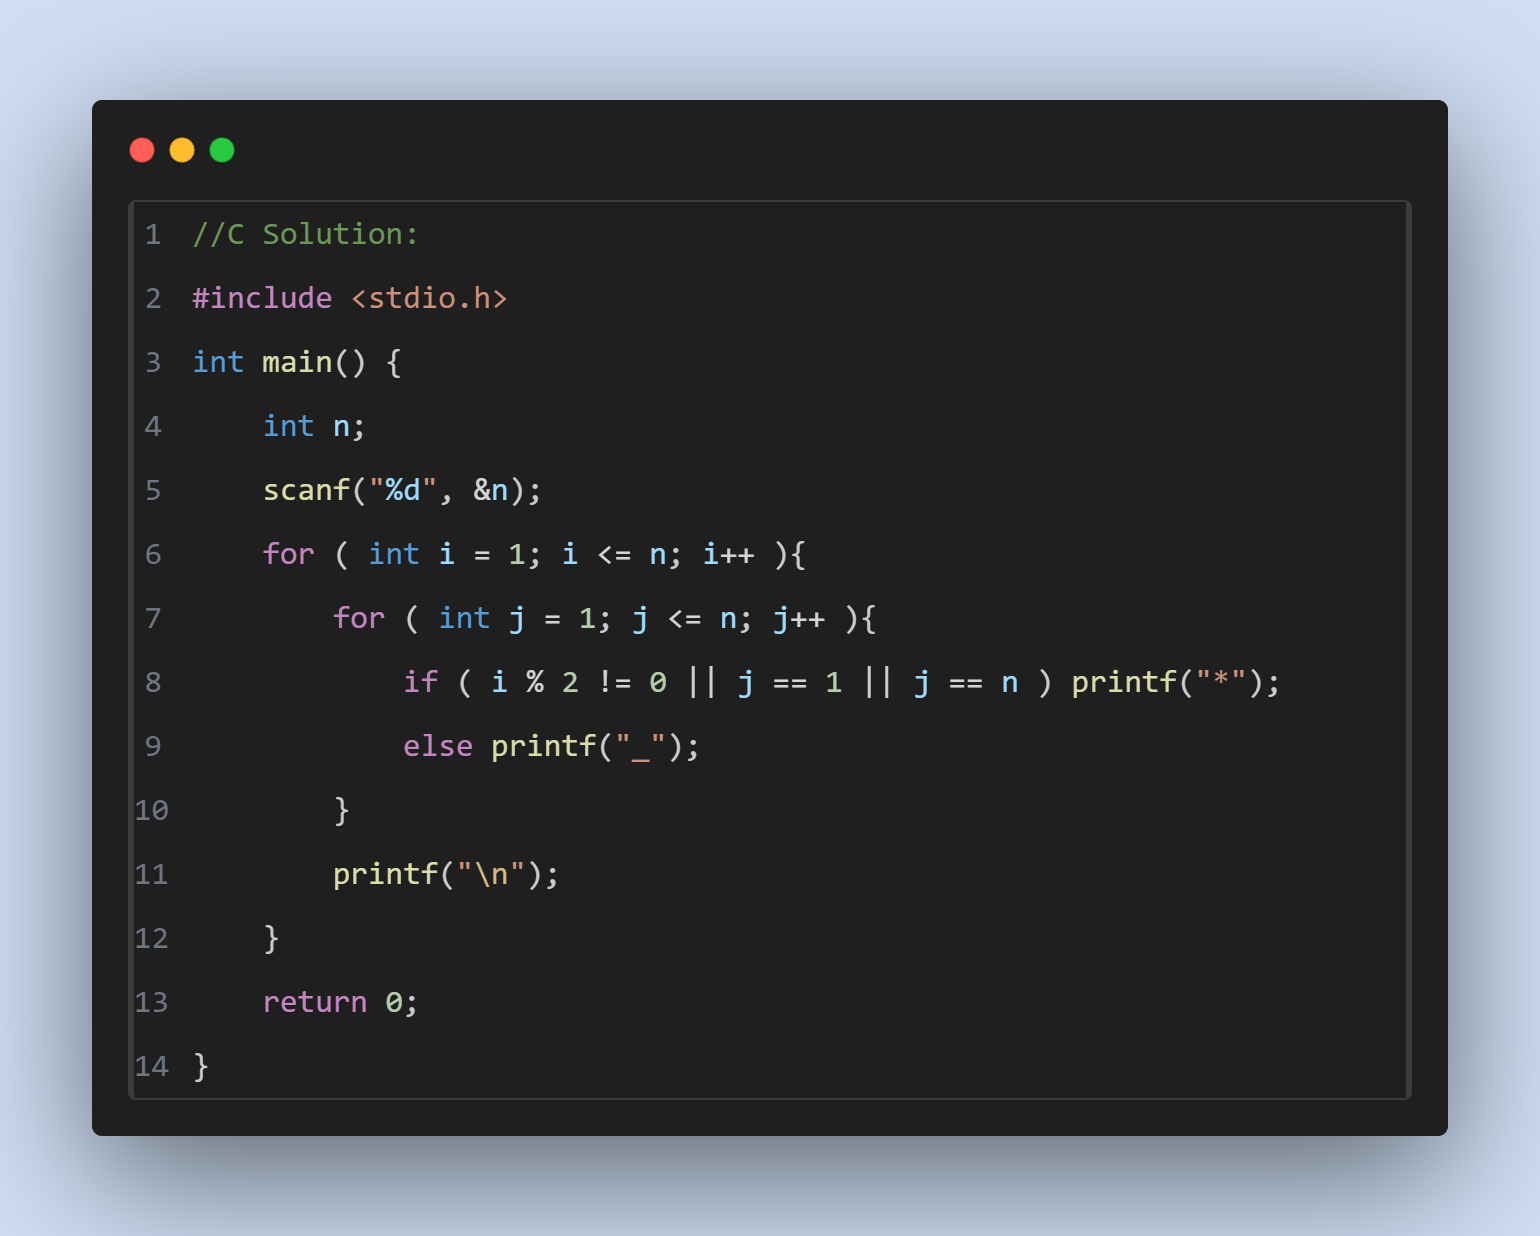 1 //C Solution:
2 #include <stdio.h>
3 int main() {
4     int n;
5     scanf("%d", &n);
6     for ( int i = 1; i <= n; i++ ){
7         for ( int j = 1; j <= n; j++ ){
8             if ( i % 2 != 0 || j == 1 || j == n ) printf("*");
9             else printf("_");
10         }
11         printf("\n");
12     }
13     return 0;
14 }